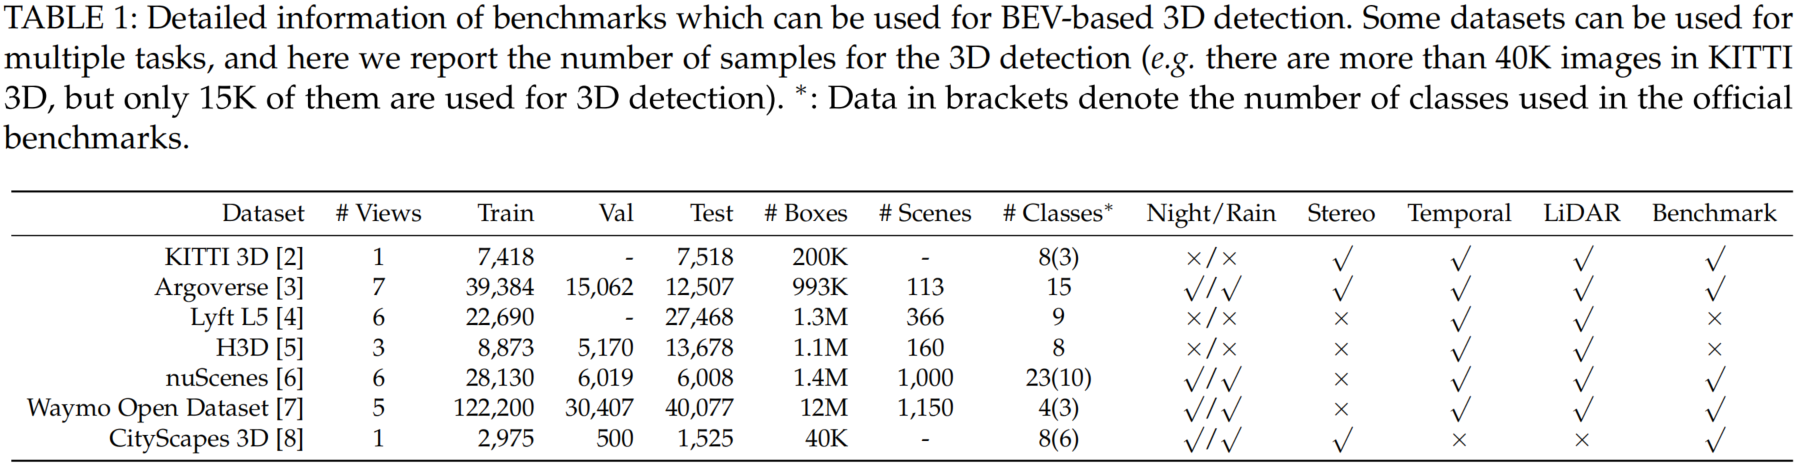 TABLE 1: Detailed information of benchmarks which can be used for BEV-based 3D detection. Some datasets can be used for
multiple tasks, and here we report the number of samples for the 3D detection (e.g. there are more than 40K images in KITTI
3D, but only 15K of them are used for 3D detection). *: Data in brackets denote the number of classes used in the official
benchmarks.
Dataset # Views Train Val Test # Boxes # Scenes # Classes* Night/Rain Stereo Temporal LiDAR Benchmark
KITTI 3D [2] 1 7,418 - 7,518 200K - 8(3) ×/× √ √ √ √
Argoverse [3] 7 39,384 15,062 12,507 993K 113 15 √/√ √ √ √ √
Lyft L5 [4] 6 22,690 - 27,468 1.3M 366 9 ×/× × √ √ ×
H3D [5] 3 8,873 5,170 13,678 1.1M 160 8 ×/× × √ √ ×
nuScenes [6] 6 28,130 6,019 6,008 1.4M 1,000 23(10) √/√ × √ √ √
Waymo Open Dataset [7] 5 122,200 30,407 40,077 12M 1,150 4(3) √/√ × √ √ √
CityScapes 3D [8] 1 2,975 500 1,525 40K - 8(6) √/√ √ × × √